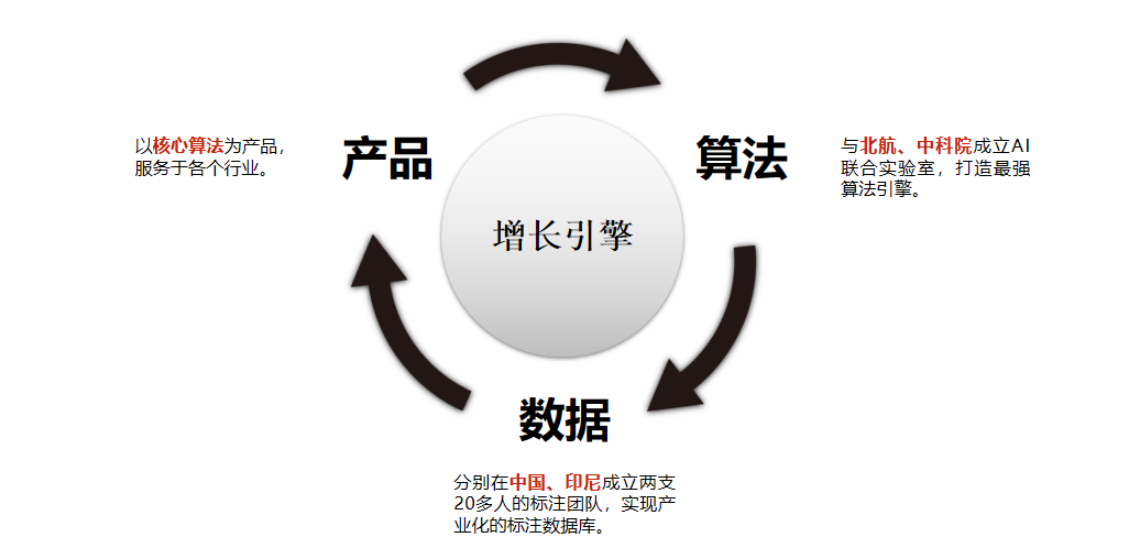 产品
以核心算法为产品，
服务于各个行业。
算法
与北航、中科院成立AI
联合实验室，打造最强
算法引擎。
增长引擎
数据
分别在中国、印尼成立两支
20多人的标注团队，实现产
业化的标注数据库。